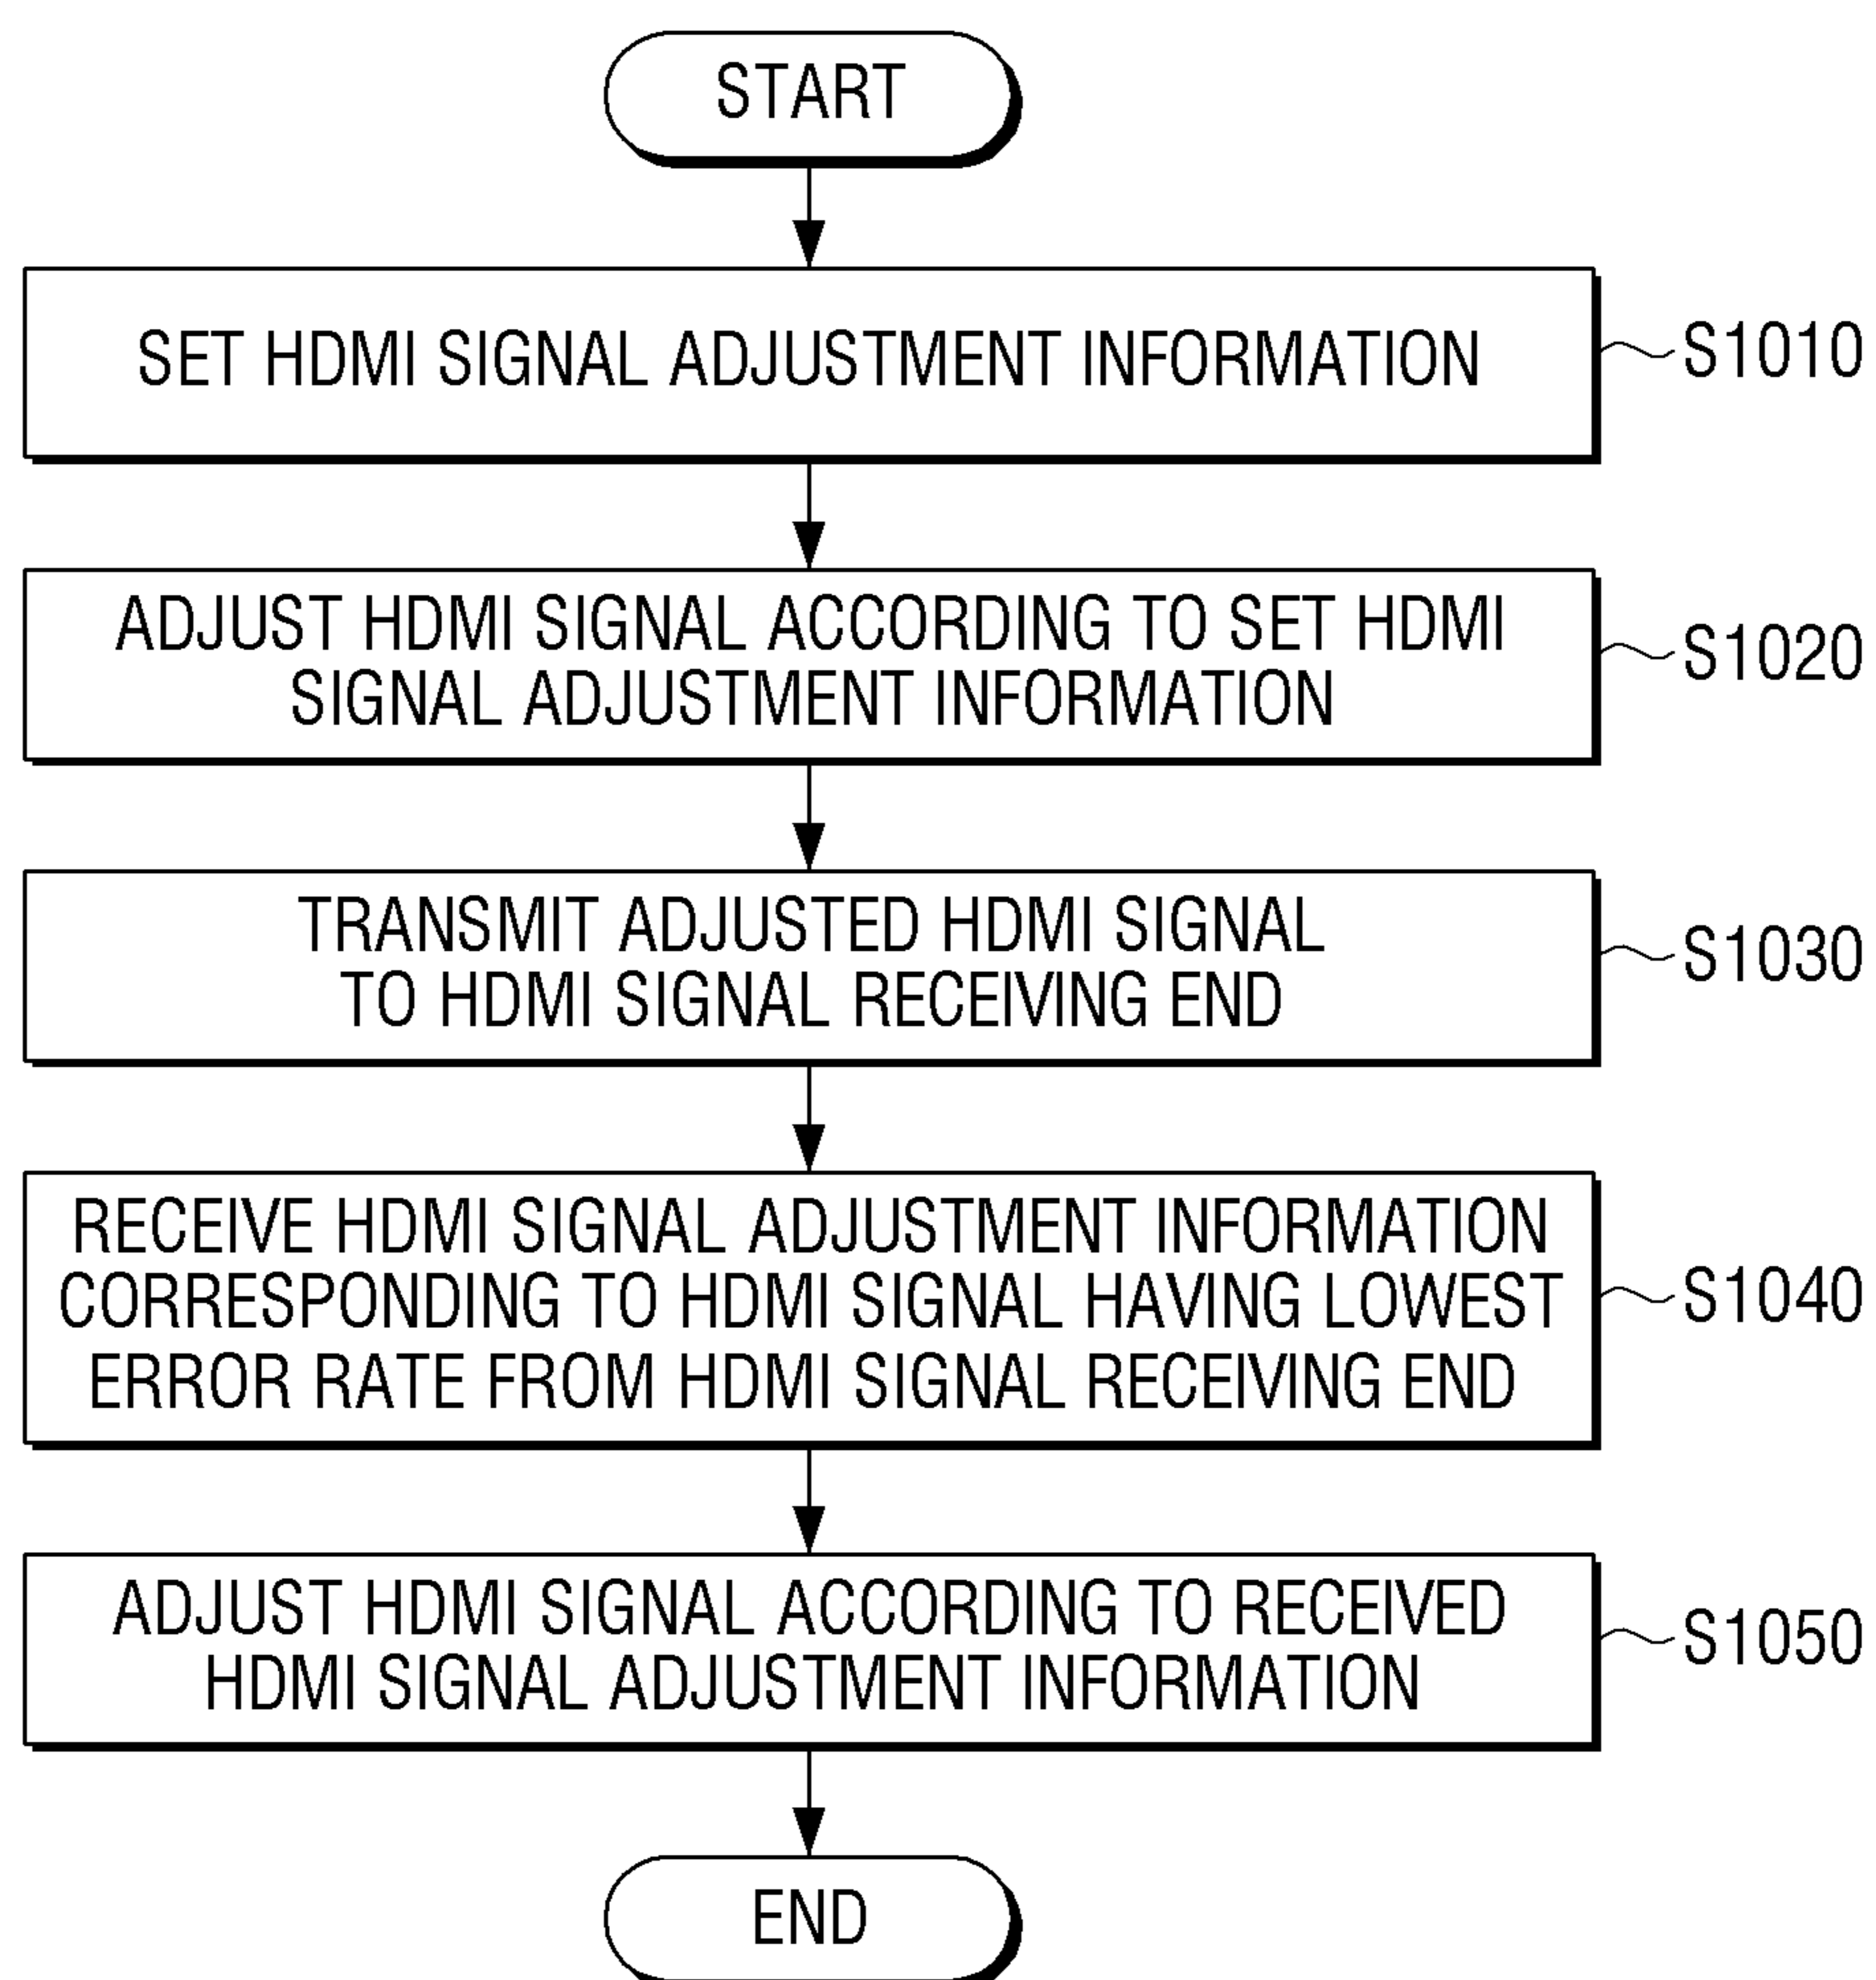 START
SET HDMI SIGNAL ADJUSTMENT INFORMATION
S1010
ADJUST HDMI SIGNAL ACCORDING TO SET HDMI
SIGNAL ADJUSTMENT INFORMATION
S1020
TRANSMIT ADJUSTED HDMI SIGNAL
TO HDMI SIGNAL RECEIVING END
S1030
RECEIVE HDMI SIGNAL ADJUSTMENT INFORMATION
CORRESPONDING TO HDMI SIGNAL HAVING LOWEST
ERROR RATE FROM HDMI SIGNAL RECEIVING END
S1040
ADJUST HDMI SIGNAL ACCORDING TO RECEIVED
HDMI SIGNAL ADJUSTMENT INFORMATION
S1050
END